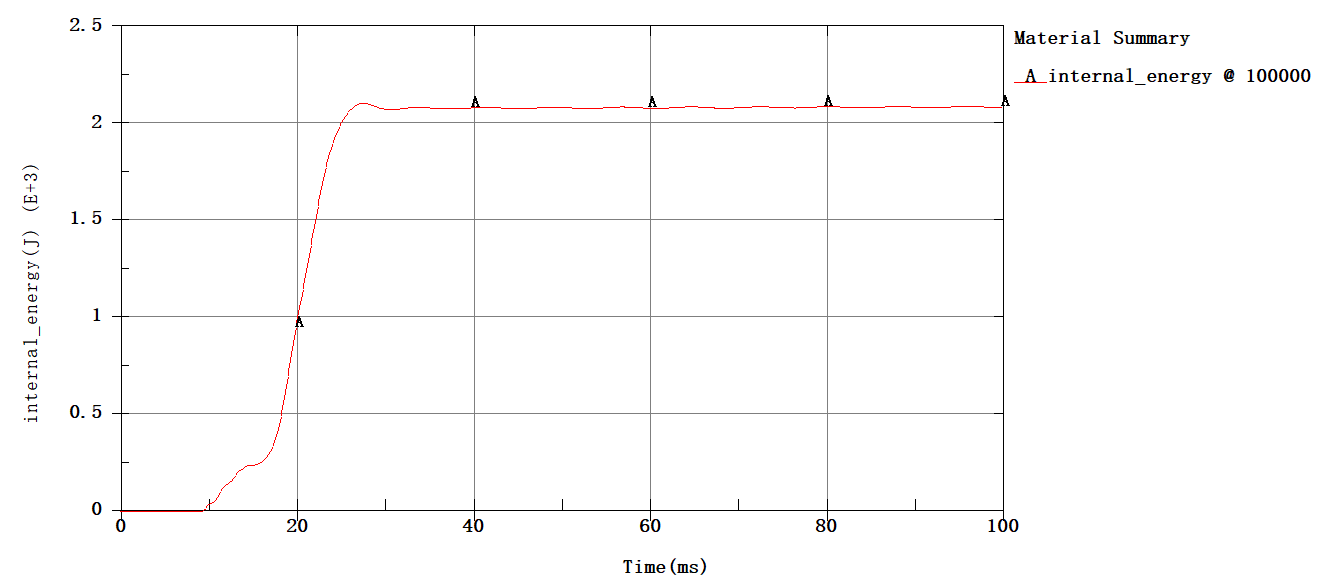 Material Summary
A internal_energy @ 100000
internal_energy(J) (E+3)
2.5
2
1.5
1
0.5
0
A
A
A
A
A
0
20
40
60
80
100
Time(ms)